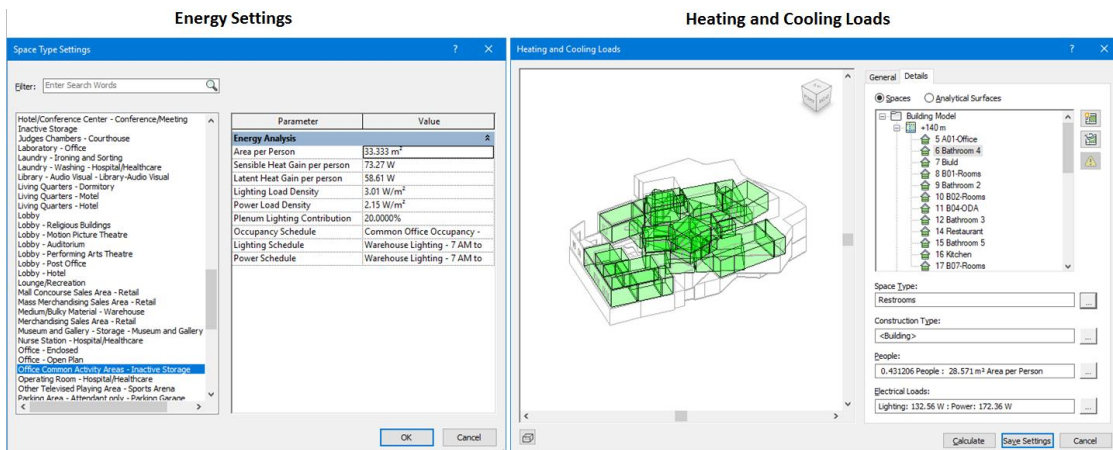 Energy Settings
Heating and Cooling Loads
Space Type Settings
? ×
Filter:
Enter Search Words
Hotel/Conference Center - Conference/Meeting
Inactive Storage
Judges Chambers - Courthouse
Laboratory - Office
Laundry - Ironing and Sorting
Laundry - Washing - Hospital/Healthcare
Library - Audio Visual - Library-Audio Visual
Living Quarters - Dormitory
Living Quarters - Motel
Living Quarters - Hotel
Lobby
Lobby - Religious Buildings
Lobby - Motion Picture Theatre
Lobby - Auditorium
Lobby - Performing Arts Theatre
Lobby - Post Office
Lobby - Hotel
Lounge/Recreation
Mall Concourse Sales Area - Retail
Mass Merchandising Sales Area - Retail
Medium/Bulky Material - Warehouse
Merchandising Sales Area - Retail
Museum and Gallery - Storage - Museum and Gallery
Nurse Station - Hospital/Healthcare
Office - Enclosed
Office - Open Plan
Office Common Activity Areas - Inactive Storage
Operating Room - Hospital/Healthcare
Other Televised Playing Area - Sports Arena
Parking Area - Attendant only - Parking Garage
Parameter Value
Energy Analysis
Area per Person 33.333 m²
Sensible Heat Gain per person 73.27 W
Latent Heat Gain per person 58.61 W
Lighting Load Density 3.01 W/m²
Power Load Density 2.15 W/m²
Plenum Lighting Contribution 20.0000%
Occupancy Schedule Common Office Occupancy -
Lighting Schedule Warehouse Lighting - 7 AM to
Power Schedule Warehouse Lighting - 7 AM to
OK Cancel
Heating and Cooling Loads
? ×
General Details
Spaces Analytical Surfaces
Building Model
+140 m
5 A01-Office
6 Bathroom 4
7 Build
8 B01-Rooms
9 Bathroom 2
10 B02-Rooms
11 B04-ODA
12 Bathroom 3
14 Restaurant
15 Bathroom 5
16 Kitchen
17 B07-Rooms
Space Type:
Restrooms
...
Construction Type:
<Building>
...
People:
0.431206 People : 28.571 m² Area per Person
...
Electrical Loads:
Lighting: 132.56 W : Power: 172.36 W
...
Calculate Save Settings Cancel